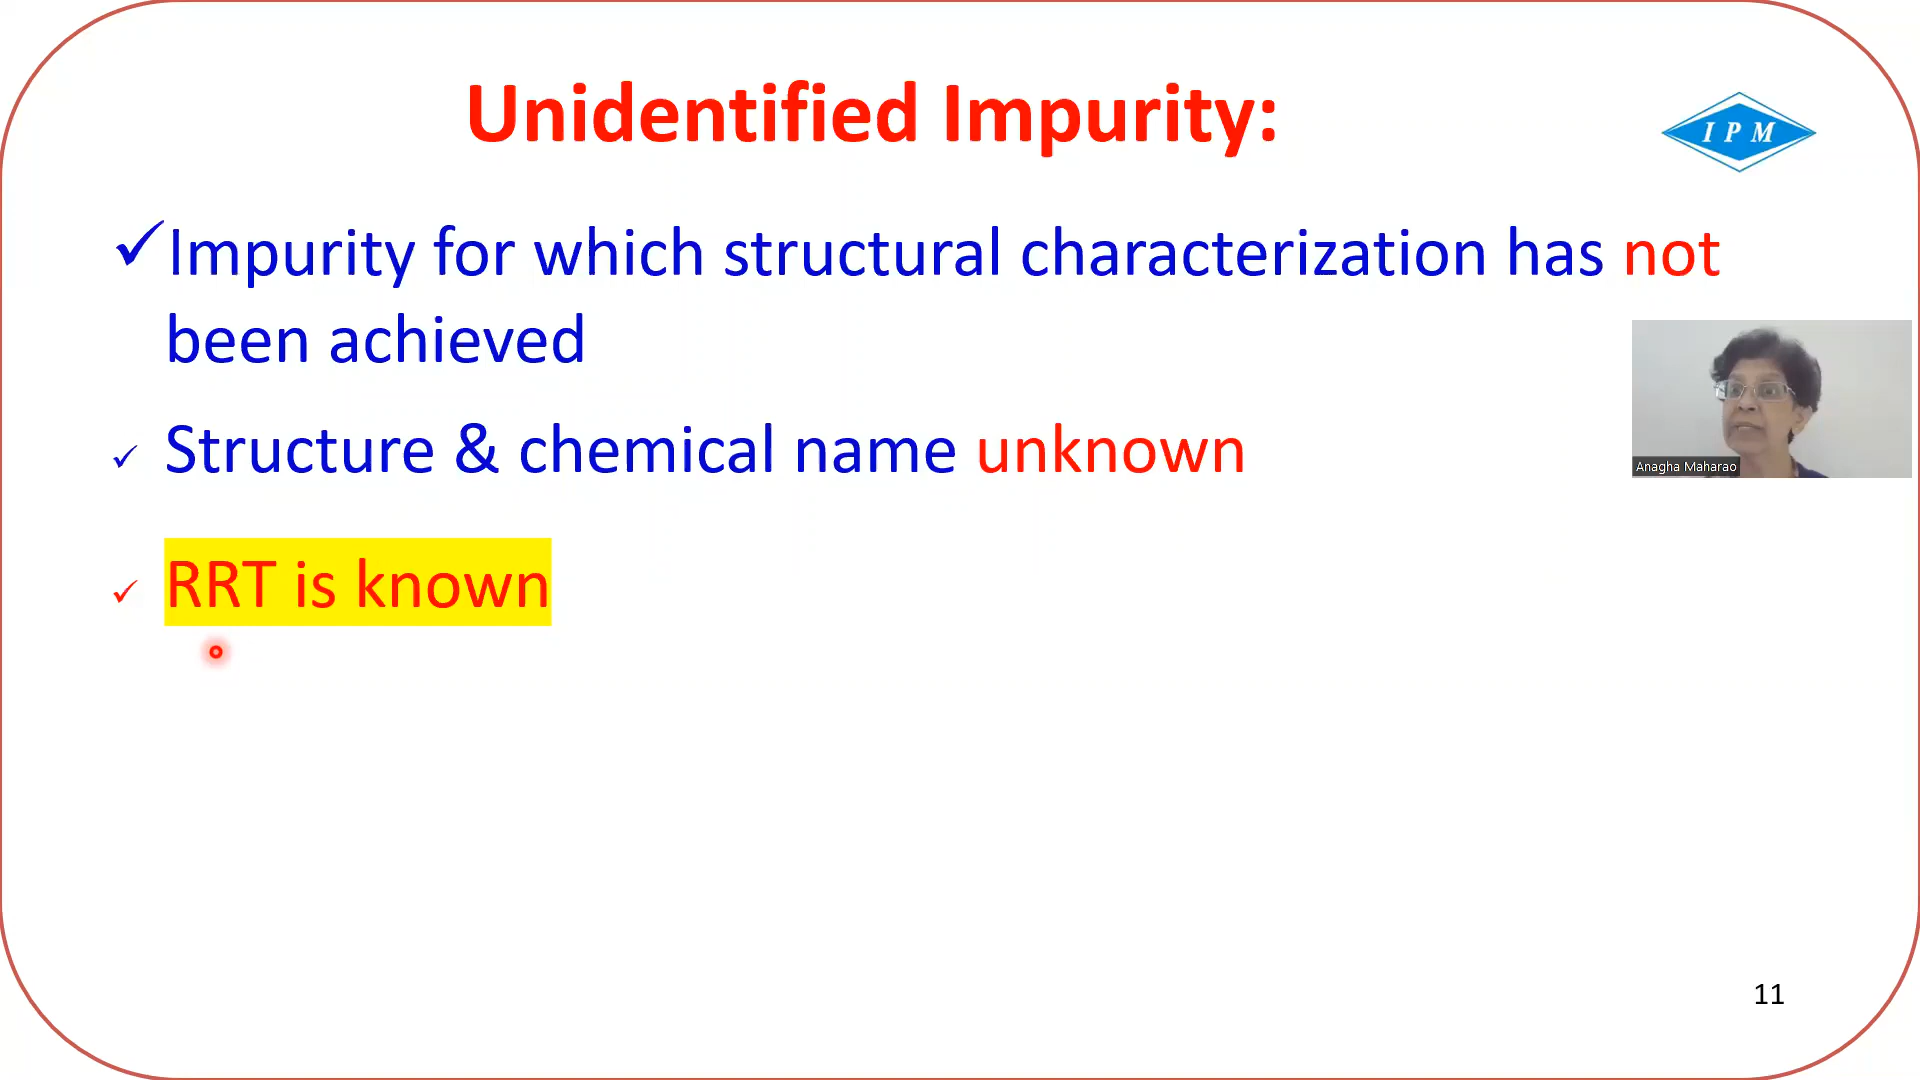 Unidentified Impurity:
I P M
✓Impurity for which structural characterization has not
been achieved
✓ Structure & chemical name unknown
Anagha Maharao
✓ RRT is known
11